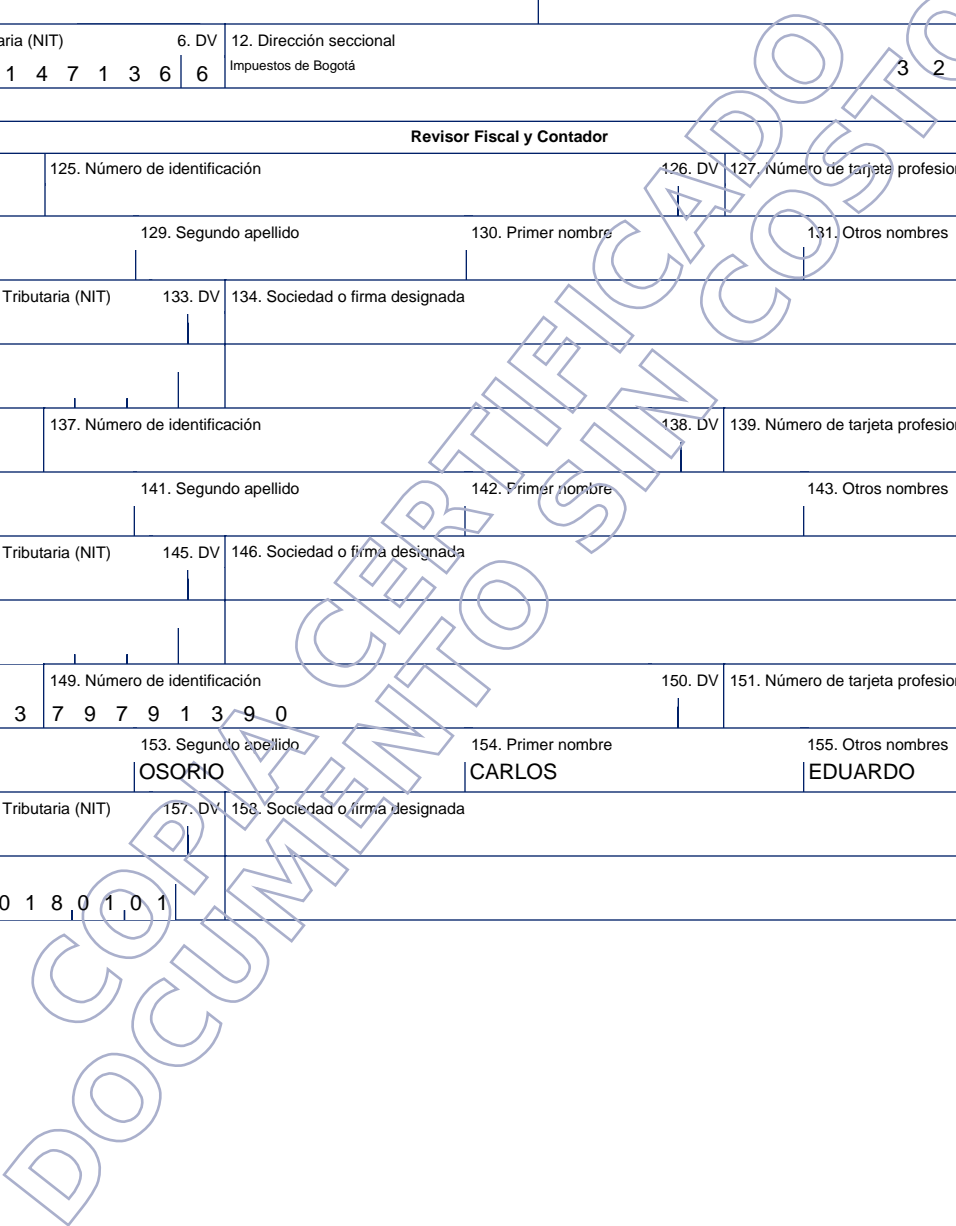 aria (NIT) 6. DV 12. Dirección seccional
1 4 7 1 3 6 6 6 Impuestos de Bogotá 3 2
Revisor Fiscal y Contador
125. Número de identificación 126. DV 127. Número de tarjeta profesion
129. Segundo apellido 130. Primer nombre 131. Otros nombres
Tributaria (NIT) 133. DV 134. Sociedad o firma designada
137. Número de identificación 138. DV 139. Número de tarjeta profesion
141. Segundo apellido 142. Primer nombre 143. Otros nombres
Tributaria (NIT) 145. DV 146. Sociedad o firma designada
149. Número de identificación 150. DV 151. Número de tarjeta profesion
3 7 9 7 9 1 3 9 0
153. Segundo apellido 154. Primer nombre 155. Otros nombres
OSORIO CARLOS EDUARDO
Tributaria (NIT) 157. DV 158. Sociedad o firma designada
0 1 8 0 1 0 1
COPIA CERTIFICADO
DOCUMENTO SIN COSTO